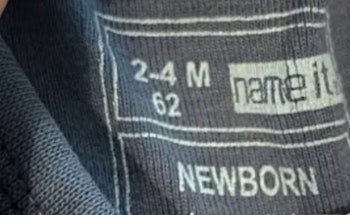 2-4 M
62
name it.
NEWBORN